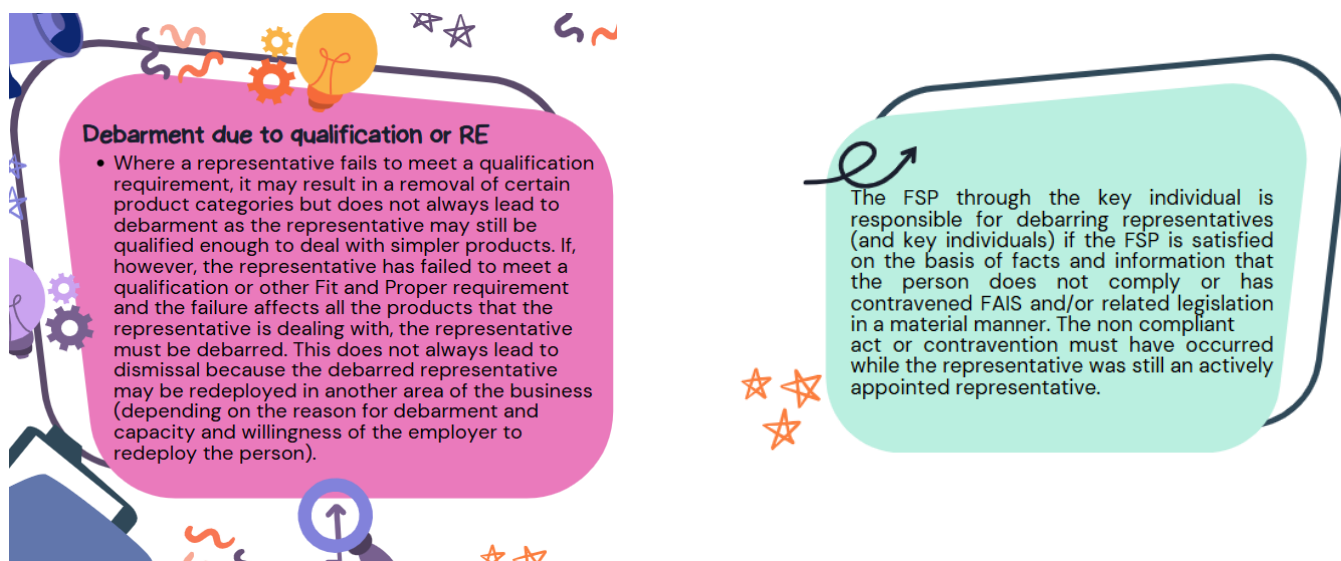 Debarment due to qualification or RE
• Where a representative fails to meet a qualification
requirement, it may result in a removal of certain
product categories but does not always lead to
debarment as the representative may still be
qualified enough to deal with simpler products. If,
however, the representative has failed to meet a
qualification or other Fit and Proper requirement
and the failure affects all the products that the
representative is dealing with, the representative
must be debarred. This does not always lead to
dismissal because the debarred representative
may be redeployed in another area of the business
(depending on the reason for debarment and
capacity and willingness of the employer to
redeploy the person).
The FSP through the key individual is
responsible for debarring representatives
(and key individuals) if the FSP is satisfied
on the basis of facts and information that
the person does not comply or has
contravened FAIS and/or related legislation
in a material manner. The non compliant
act or contravention must have occurred
while the representative was still an actively
appointed representative.